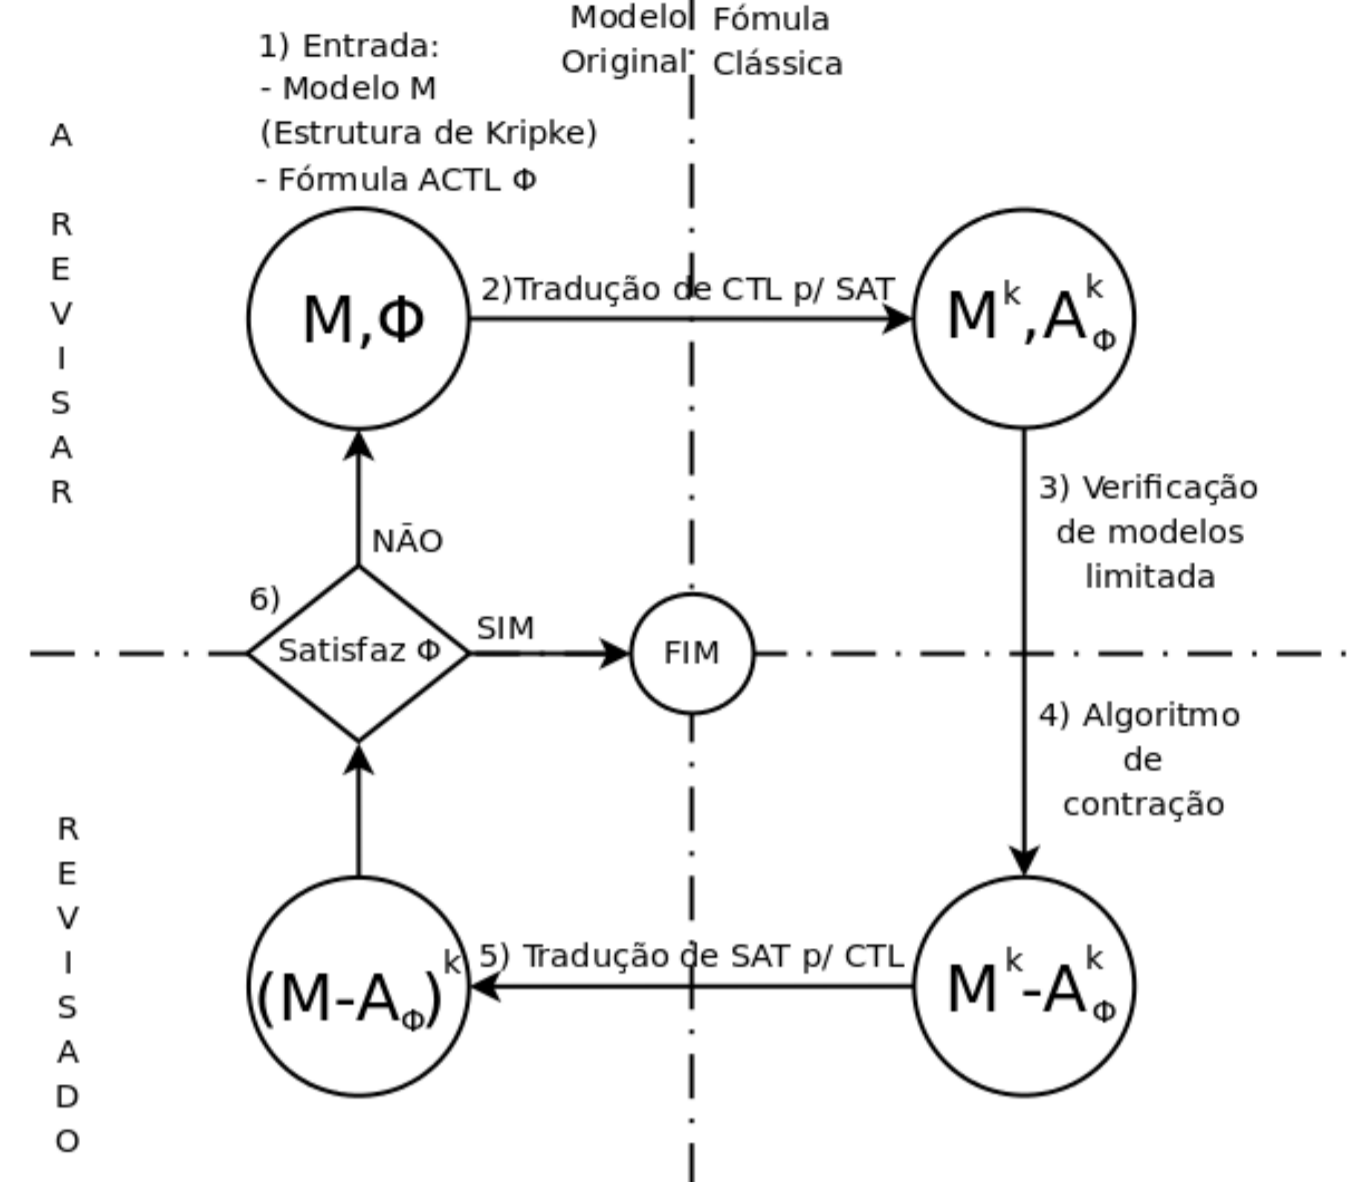 Modelo
Original
Fómula
Clássica
1) Entrada:
- Modelo M
(Estrutura de Kripke)
- Fórmula ACTL Φ
A
R
E
V
I
S
A
R
M,Φ
2)Tradução de CTL p/ SAT
M^k,A^k_Φ
3) Verificação
de modelos
limitada
NÃO
6)
Satisfaz Φ
SIM
FIM
4) Algoritmo
de
contração
R
E
V
I
S
A
D
O
(M-A_Φ)^k
5) Tradução de SAT p/ CTL
M^k-A^k_Φ